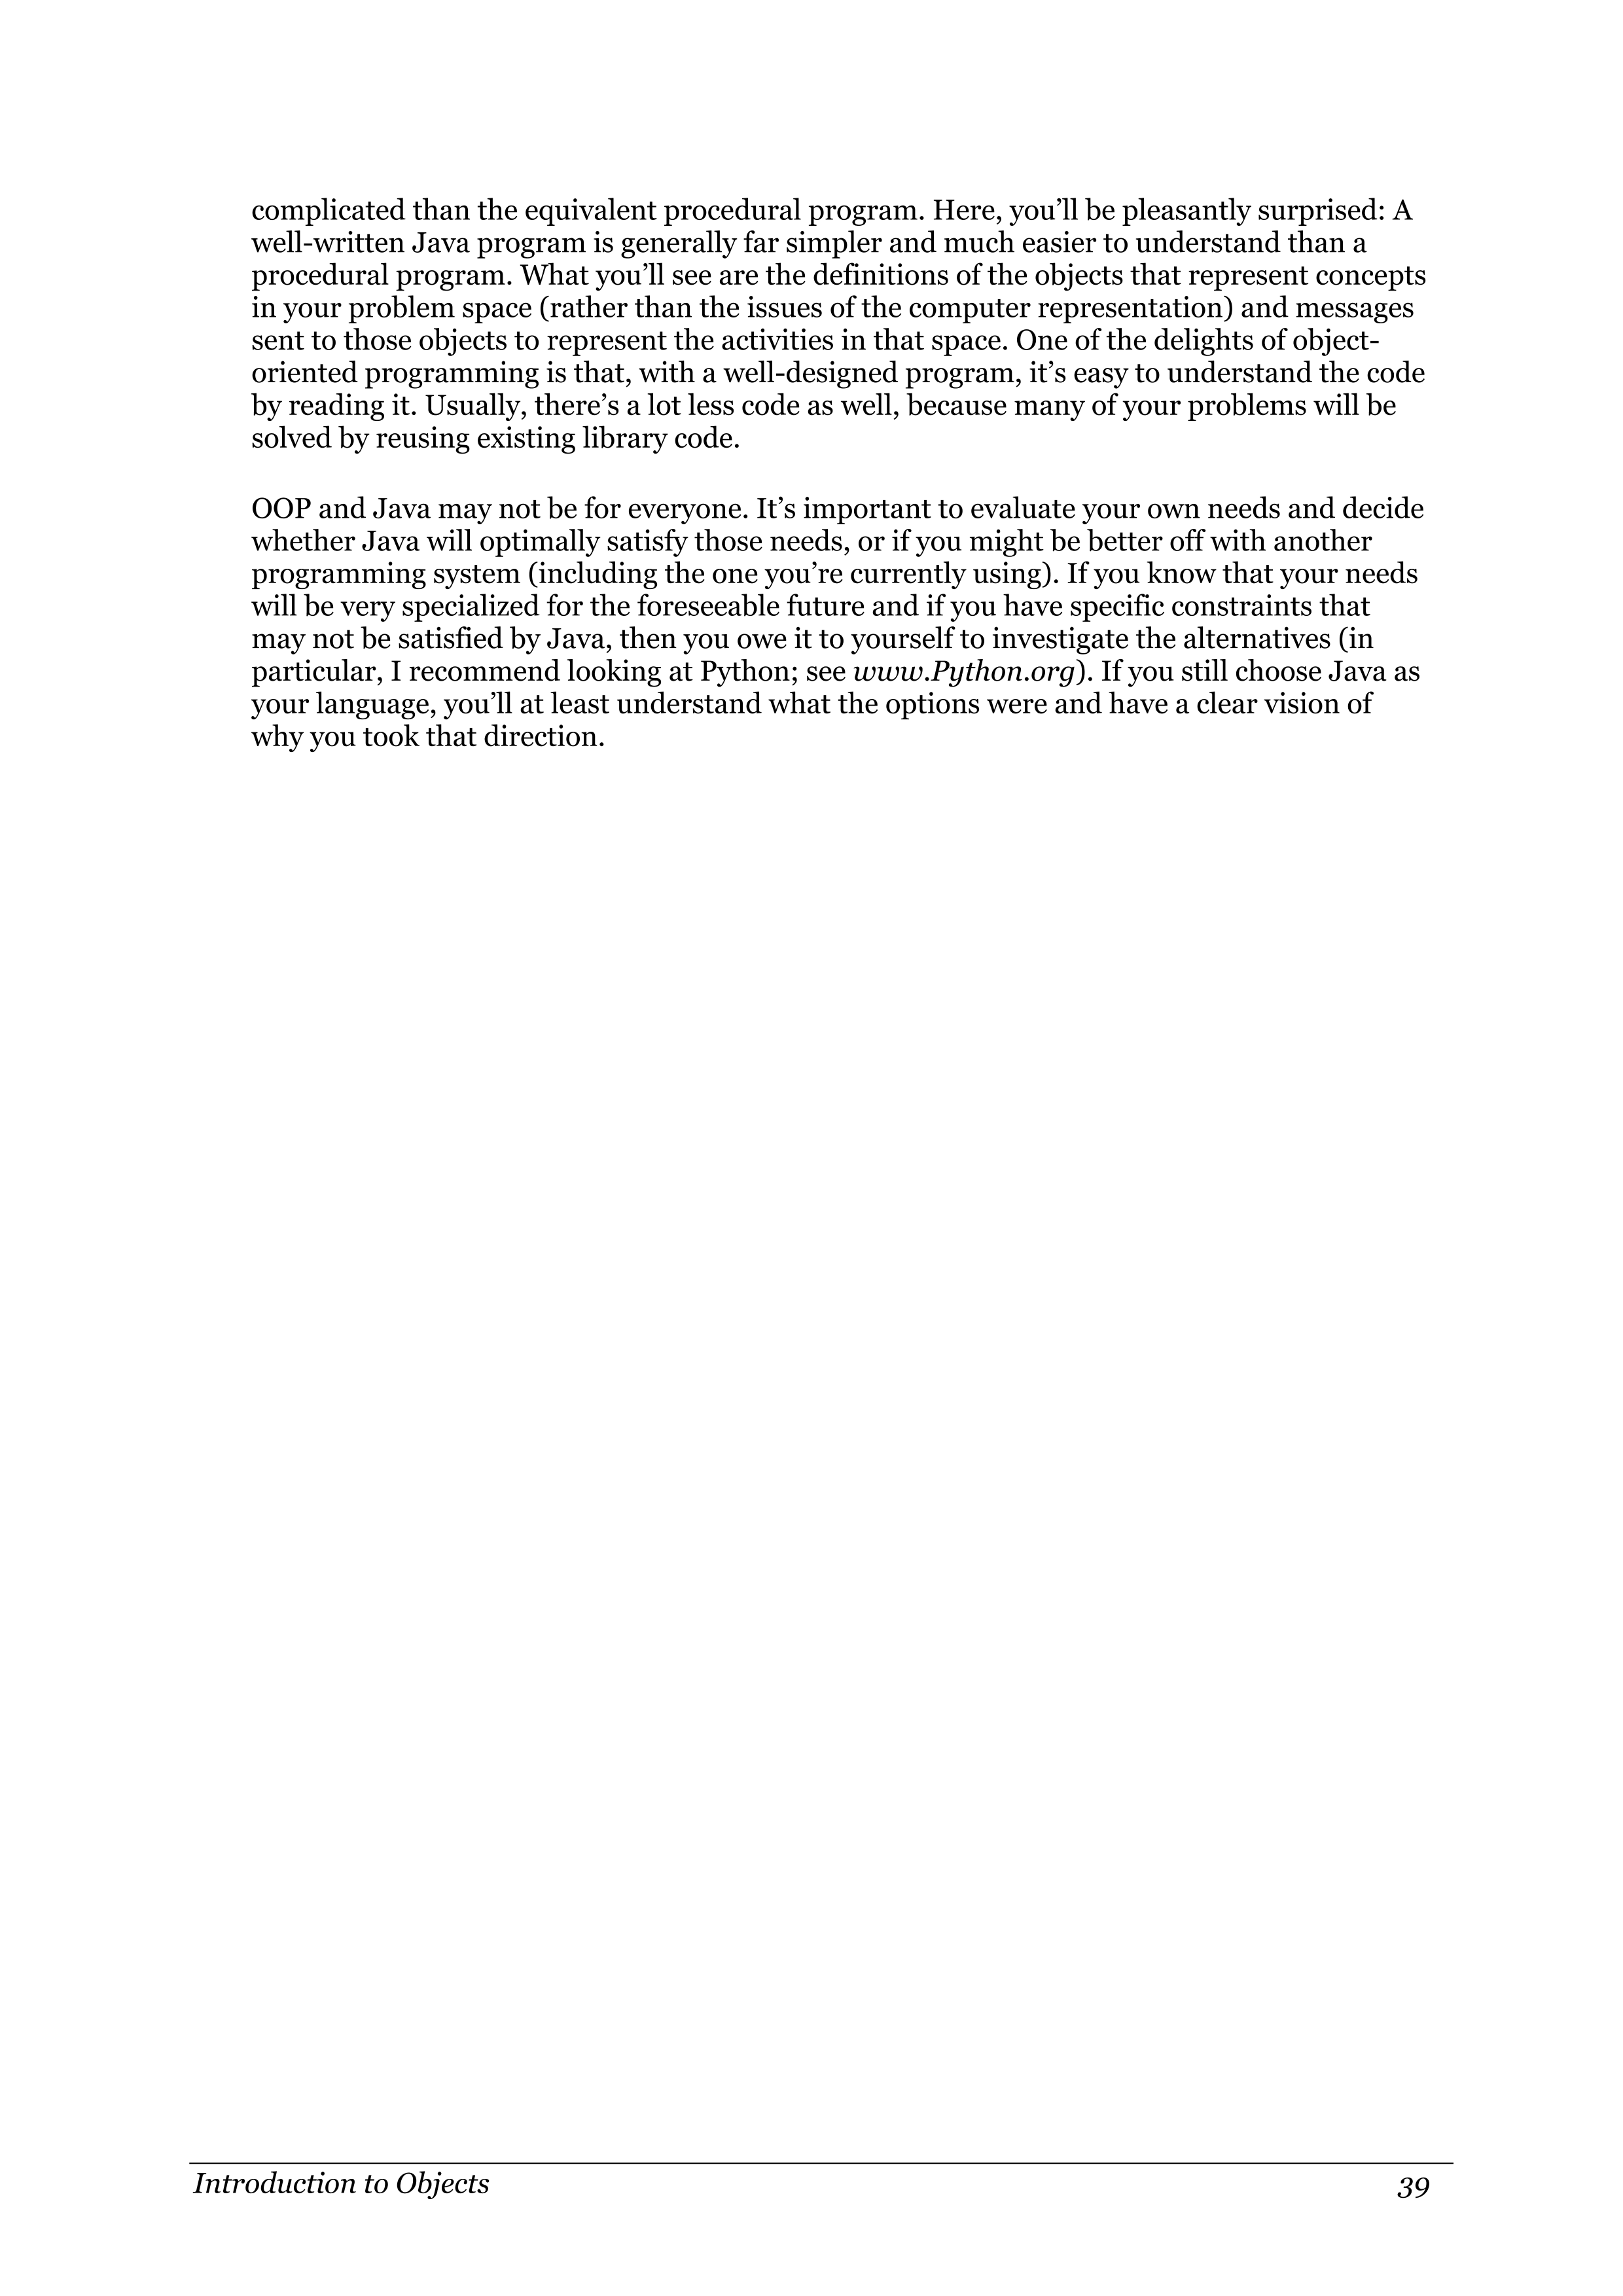 complicated than the equivalent procedural program. Here, you’ll be pleasantly surprised: A
well-written Java program is generally far simpler and much easier to understand than a
procedural program. What you’ll see are the definitions of the objects that represent concepts
in your problem space (rather than the issues of the computer representation) and messages
sent to those objects to represent the activities in that space. One of the delights of object-
oriented programming is that, with a well-designed program, it’s easy to understand the code
by reading it. Usually, there’s a lot less code as well, because many of your problems will be
solved by reusing existing library code.
OOP and Java may not be for everyone. It’s important to evaluate your own needs and decide
whether Java will optimally satisfy those needs, or if you might be better off with another
programming system (including the one you’re currently using). If you know that your needs
will be very specialized for the foreseeable future and if you have specific constraints that
may not be satisfied by Java, then you owe it to yourself to investigate the alternatives (in
particular, I recommend looking at Python; see www.Python.org). If you still choose Java as
your language, you’ll at least understand what the options were and have a clear vision of
why you took that direction.
Introduction to Objects 39